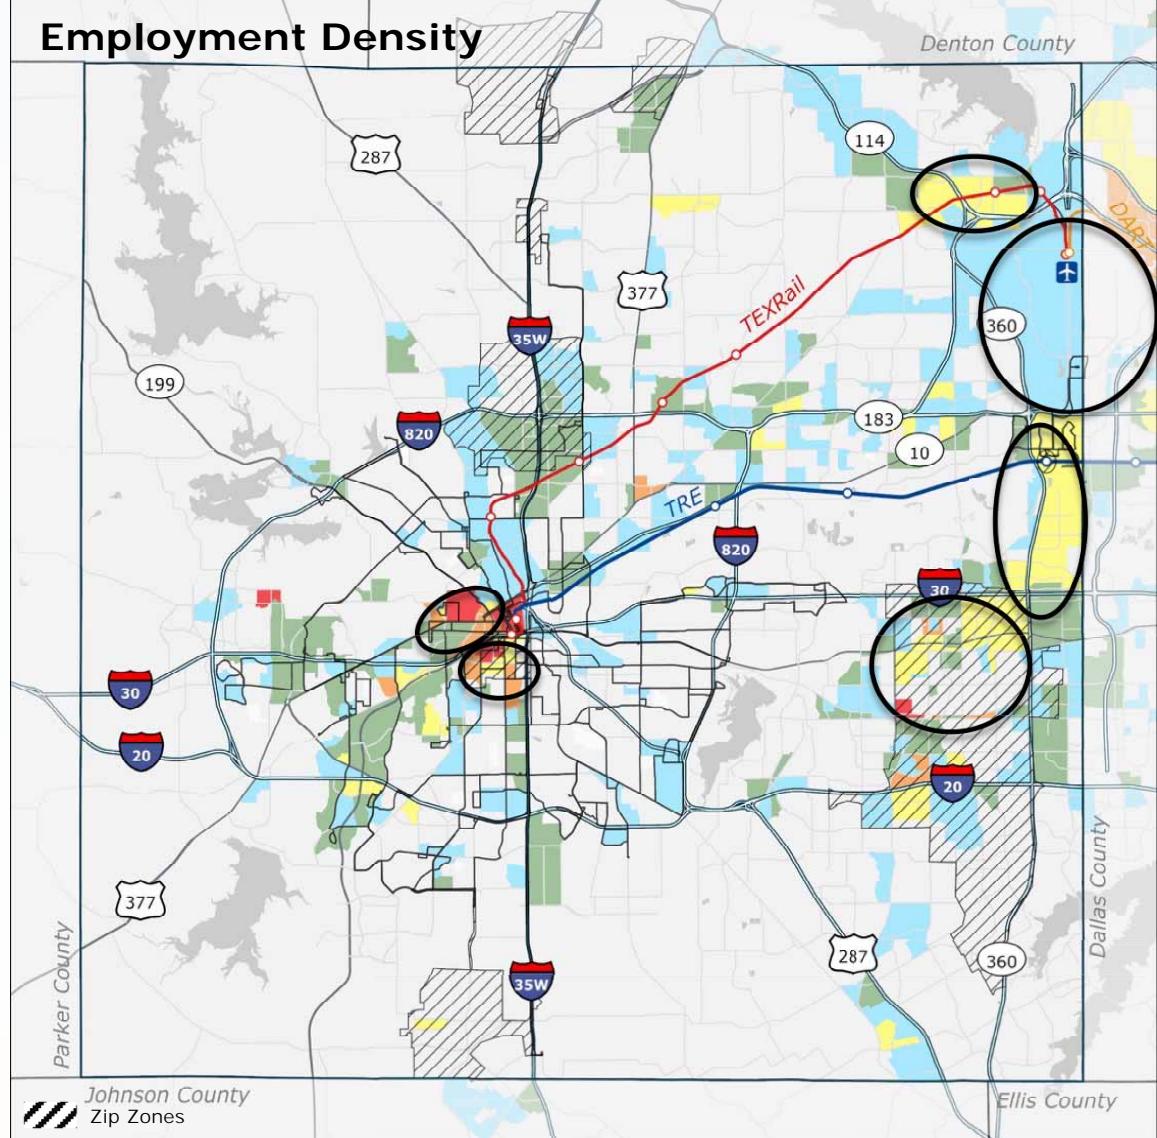 Employment Density
Denton County
287
114
DART
377
360
TEXRail
35W
199
820
183
10
TRE
820
30
30
20
20
377
Parker County
287
360
Dallas County
35W
Johnson County
Ellis County
Zip Zones